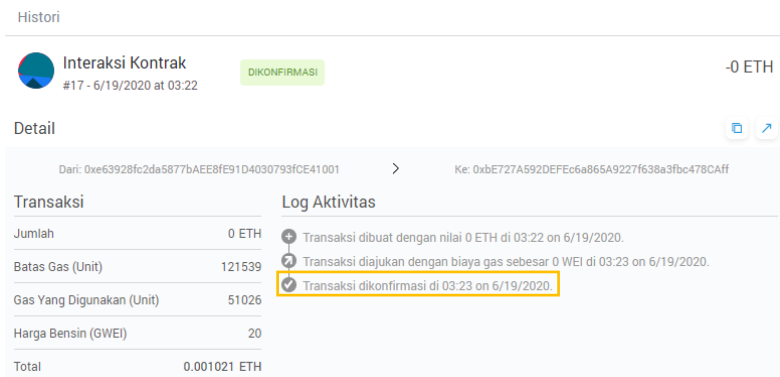 Histori
Interaksi Kontrak
#17 - 6/19/2020 at 03:22
DIKONFIRMASI
-0 ETH
Detail
Dari: 0xe63928fc2da5877bAEE8fE91D4030793fCE41001 > Ke: 0xbE727A592DEFEc6a865A9227f638a3fbc478CAff
Transaksi
Jumlah 0 ETH
Batas Gas (Unit) 121539
Gas Yang Digunakan (Unit) 51026
Harga Bensin (GWEI) 20
Total 0.001021 ETH
Log Aktivitas
Transaksi dibuat dengan nilai 0 ETH di 03:22 on 6/19/2020.
Transaksi diajukan dengan biaya gas sebesar 0 WEI di 03:23 on 6/19/2020.
Transaksi dikonfirmasi di 03:23 on 6/19/2020.